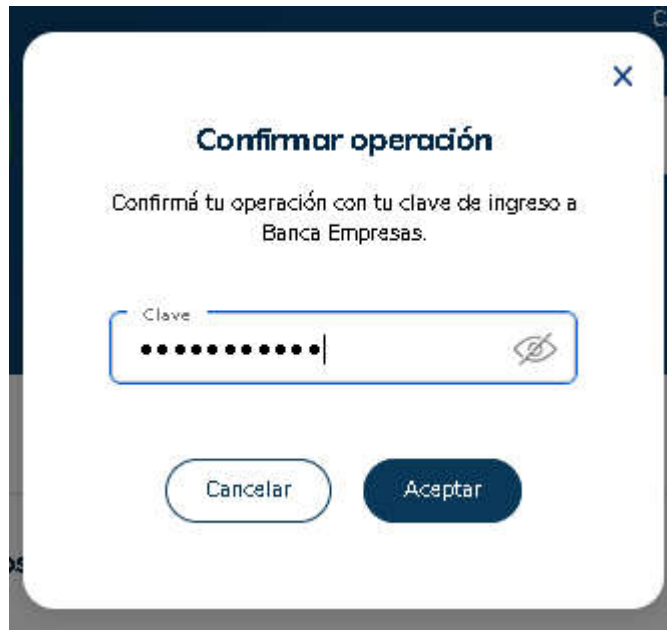 Confirmar operación
Confirmá tu operación con tu clave de ingreso a
Banca Empresas.
Clave
•••••••••••
Cancelar
Aceptar